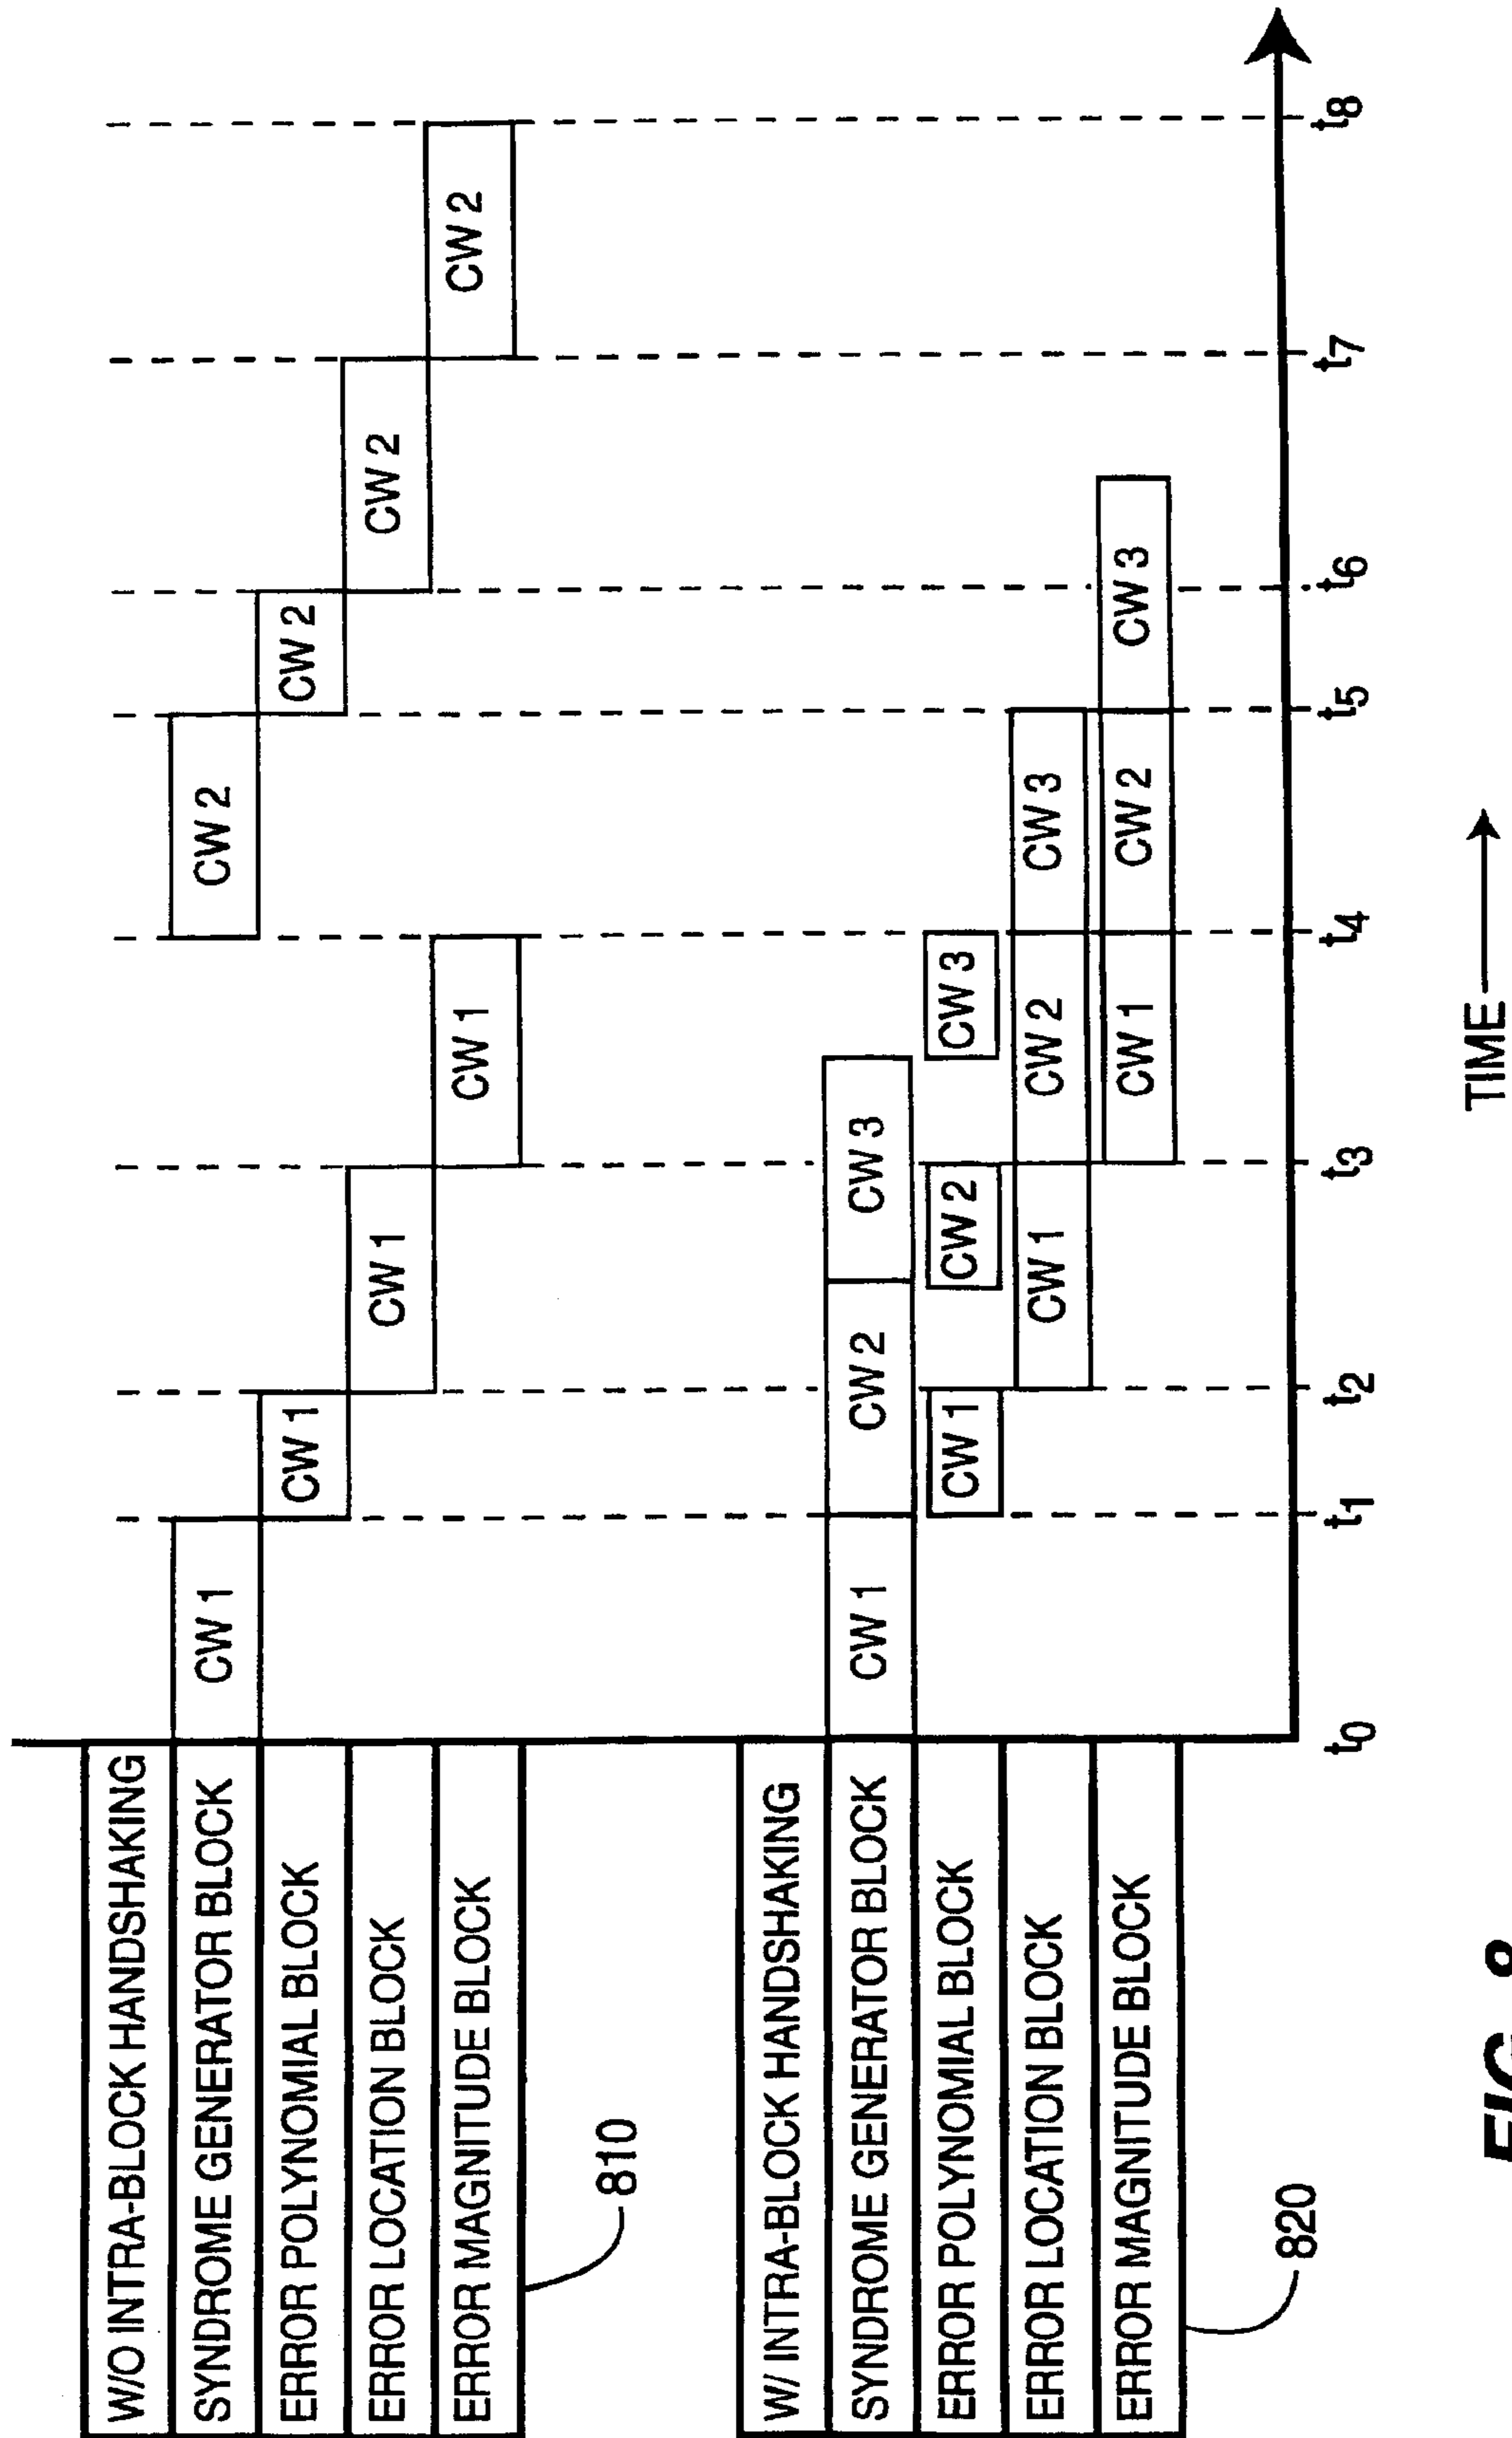 W/O INTRA-BLOCK HANDSHAKING
SYNDROME GENERATOR BLOCK CW 1 CW 2
ERROR POLYNOMIAL BLOCK CW 1 CW 2
ERROR LOCATION BLOCK CW 1 CW 2
ERROR MAGNITUDE BLOCK CW 1 CW 2
810
W/ INTRA-BLOCK HANDSHAKING
SYNDROME GENERATOR BLOCK CW 1 CW 2 CW 3
ERROR POLYNOMIAL BLOCK CW 1 CW 2 CW 3
ERROR LOCATION BLOCK CW 1 CW 2 CW 3
ERROR MAGNITUDE BLOCK CW 1 CW 2 CW 3
820
t0 t1 t2 t3 t4 t5 t6 t7 t8
TIME
FIG. 8